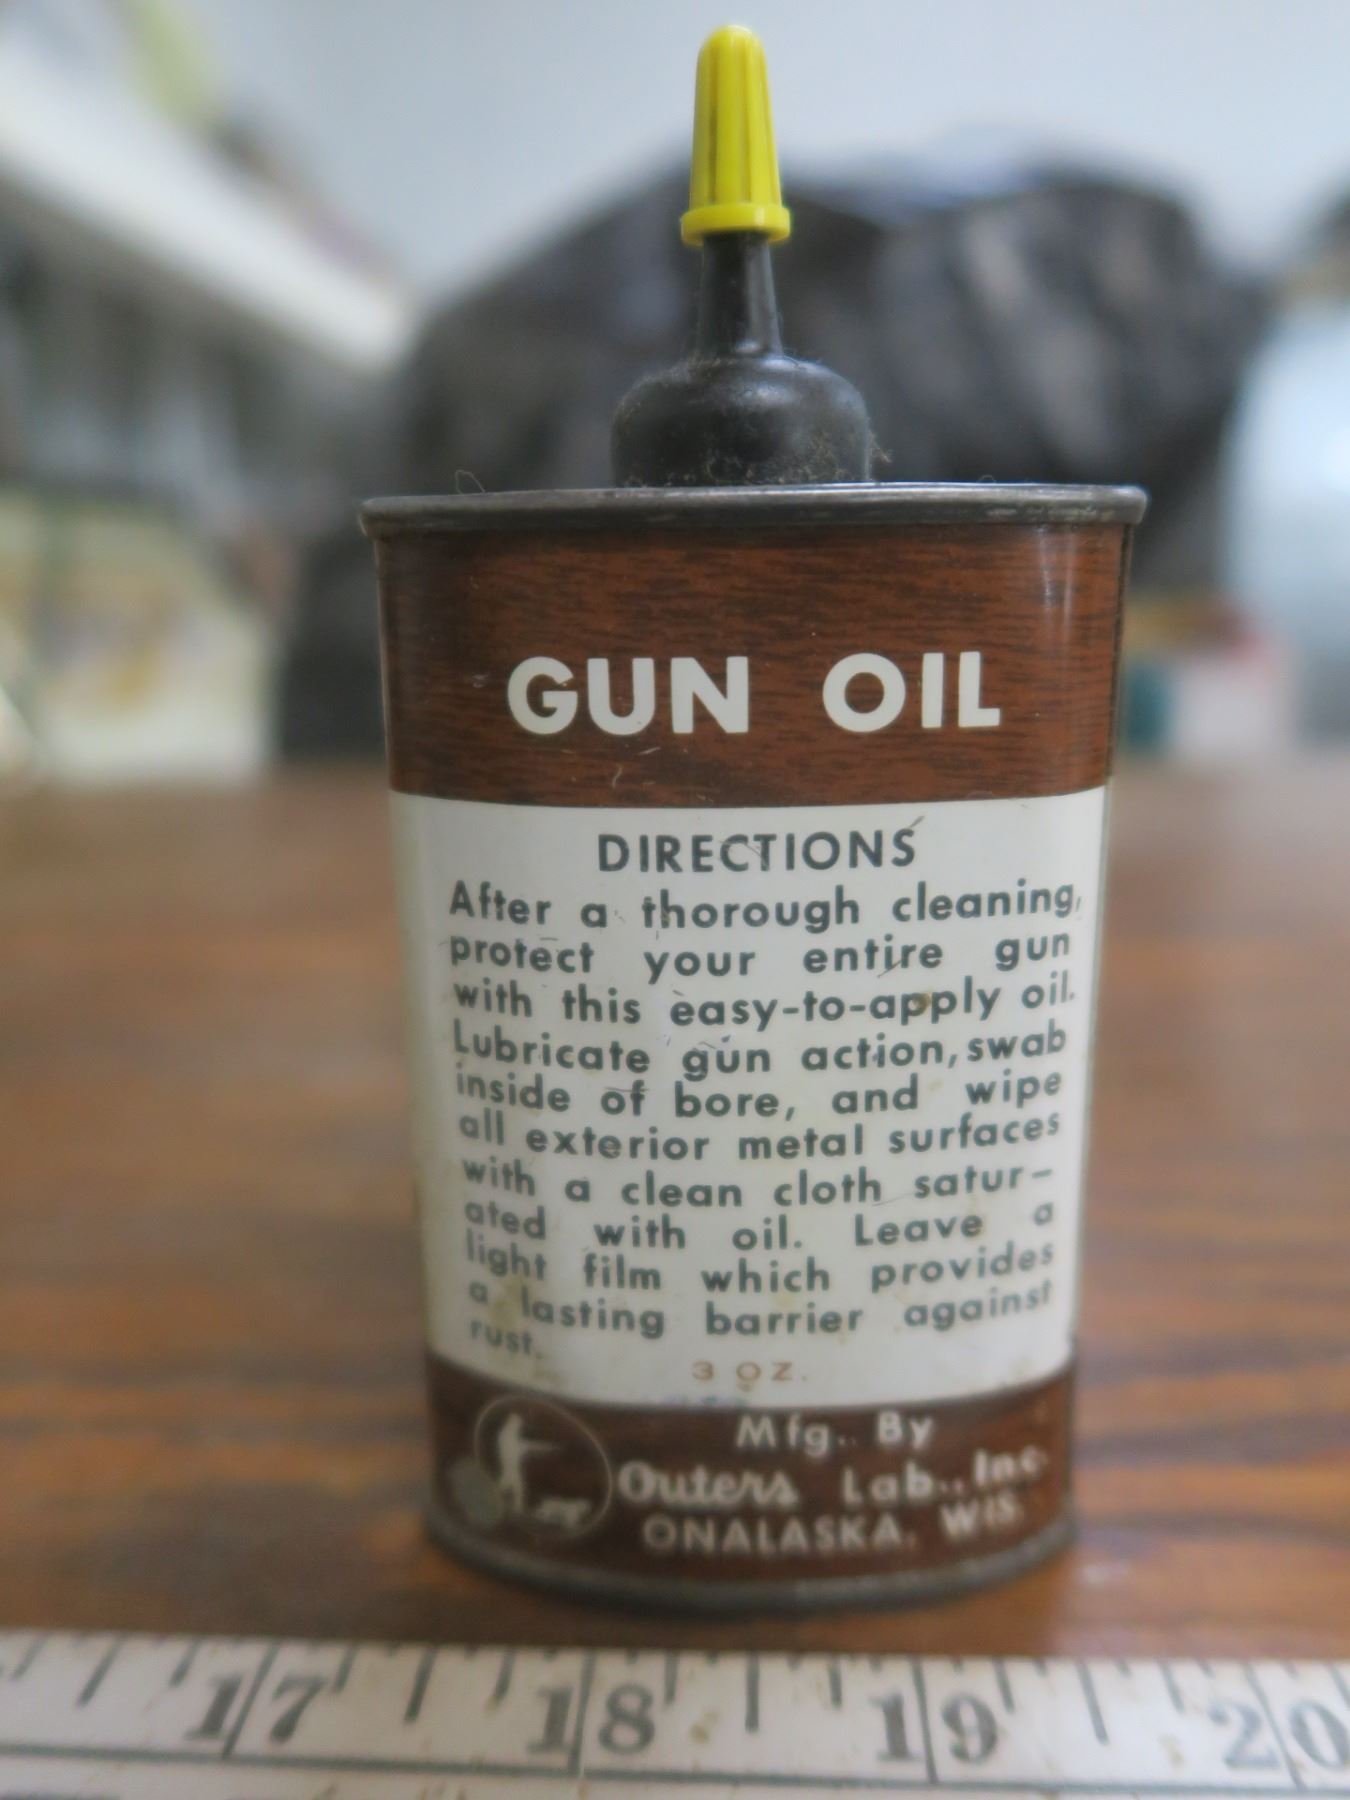 GUN OIL
DIRECTIONS
After a thorough cleaning,
protect your entire gun
with this easy-to-apply oil.
Lubricate gun action, swab
inside of bore, and wipe
all exterior metal surfaces
with a clean cloth satur-
ated with oil. Leave a
light film which provides
a lasting barrier against
rust.
3 OZ.
Mfg. By
Outers Lab., Inc.
ONALASKA, WIS.
17 18 19 20